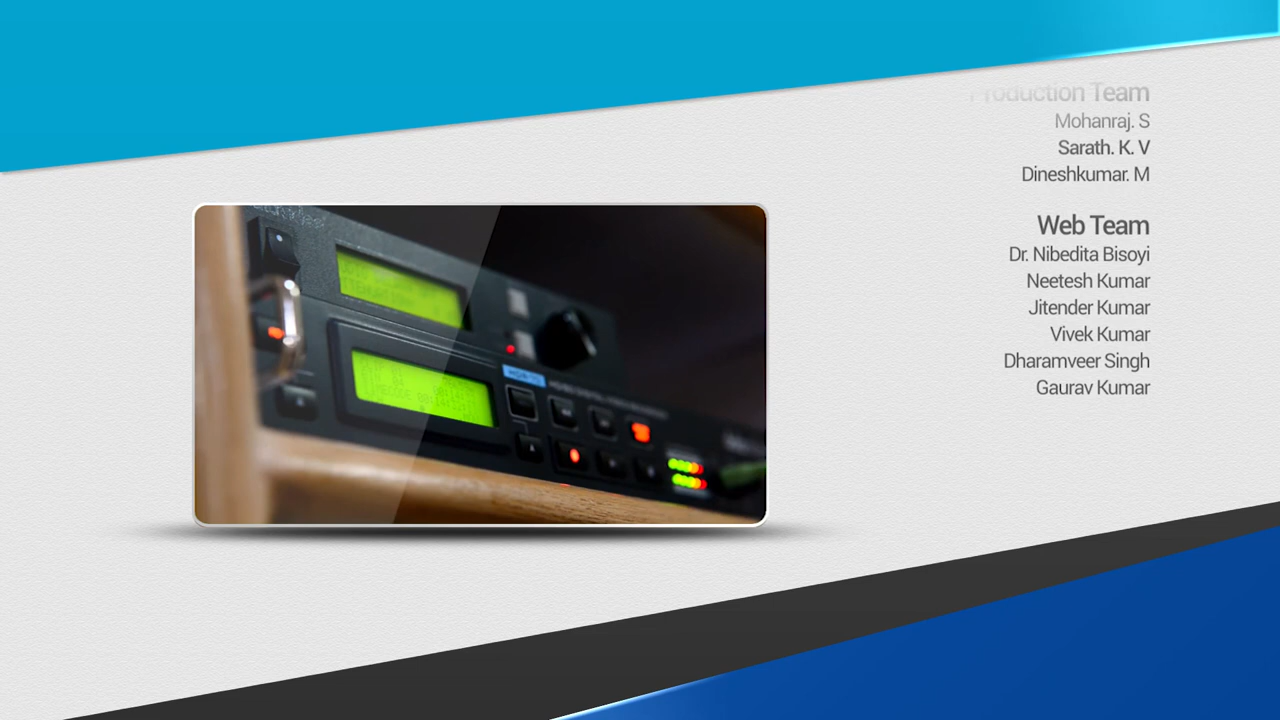 Production Team
Mohanraj. S
Sarath. K. V
Dineshkumar. M
Web Team
Dr. Nibedita Bisoyi
Neetesh Kumar
Jitender Kumar
Vivek Kumar
Dharamveer Singh
Gaurav Kumar